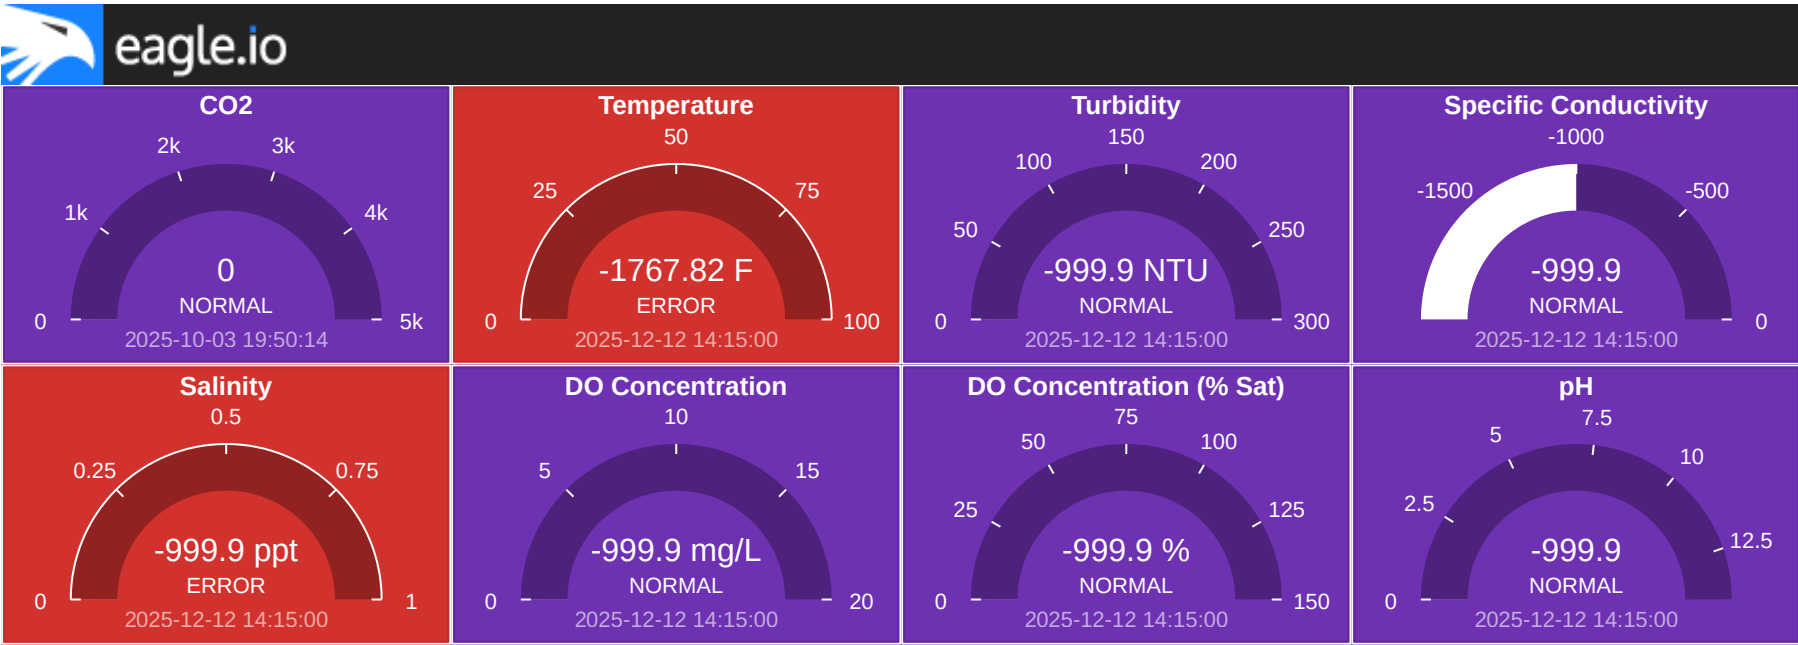 eagle.io
CO2
0
1k
2k
3k
4k
5k
0
NORMAL
2025-10-03 19:50:14
Temperature
0
25
50
75
100
-1767.82 F
ERROR
2025-12-12 14:15:00
Turbidity
0
50
100
150
200
250
300
-999.9 NTU
NORMAL
2025-12-12 14:15:00
Specific Conductivity
-1500
-1000
-500
0
-999.9
NORMAL
2025-12-12 14:15:00
Salinity
0
0.25
0.5
0.75
1
-999.9 ppt
ERROR
2025-12-12 14:15:00
DO Concentration
0
5
10
15
20
-999.9 mg/L
NORMAL
2025-12-12 14:15:00
DO Concentration (% Sat)
0
25
50
75
100
125
150
-999.9 %
NORMAL
2025-12-12 14:15:00
pH
0
2.5
5
7.5
10
12.5
-999.9
NORMAL
2025-12-12 14:15:00